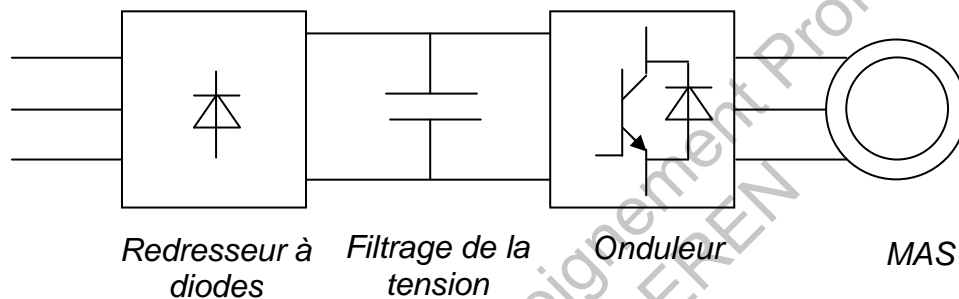 Redresseur à
diodes
Filtrage de la
tension
Onduleur
MAS